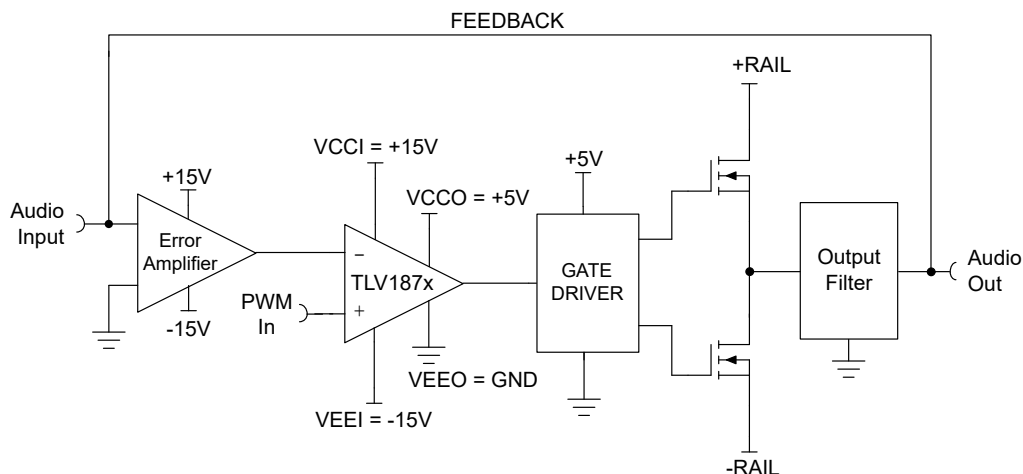 FEEDBACK
+RAIL
VCCI = +15V
+5V
+15V
VCCO = +5V
Audio
Input
Error
Amplifier
−
TLV187x
+
GATE
DRIVER
Output
Filter
Audio
Out
PWM
In
-15V
VEEO = GND
VEEI = -15V
-RAIL